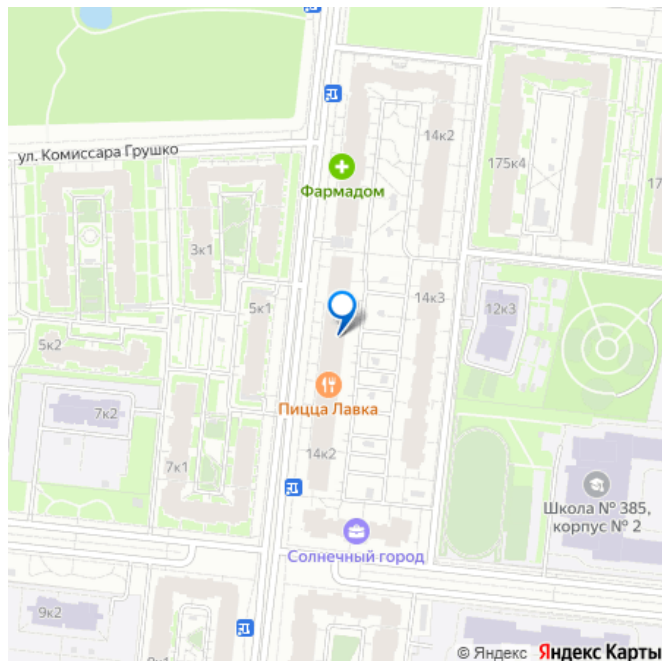 14к2
ул. Комиссара Грушко
175к4
Фармадом
3к1
14к3
5к1
12к3
5к2
Пицца Лавка
7к2
14к2
7к1
Школа № 385,
корпус № 2
Солнечный город
9к2
© Яндекс Яндекс Карты